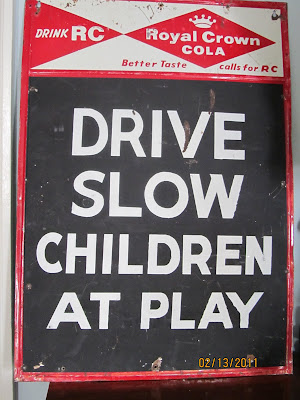 DRINK RC Royal Crown
COLA
Better Taste calls for RC
DRIVE
SLOW
CHILDREN
AT PLAY
02/13/2011